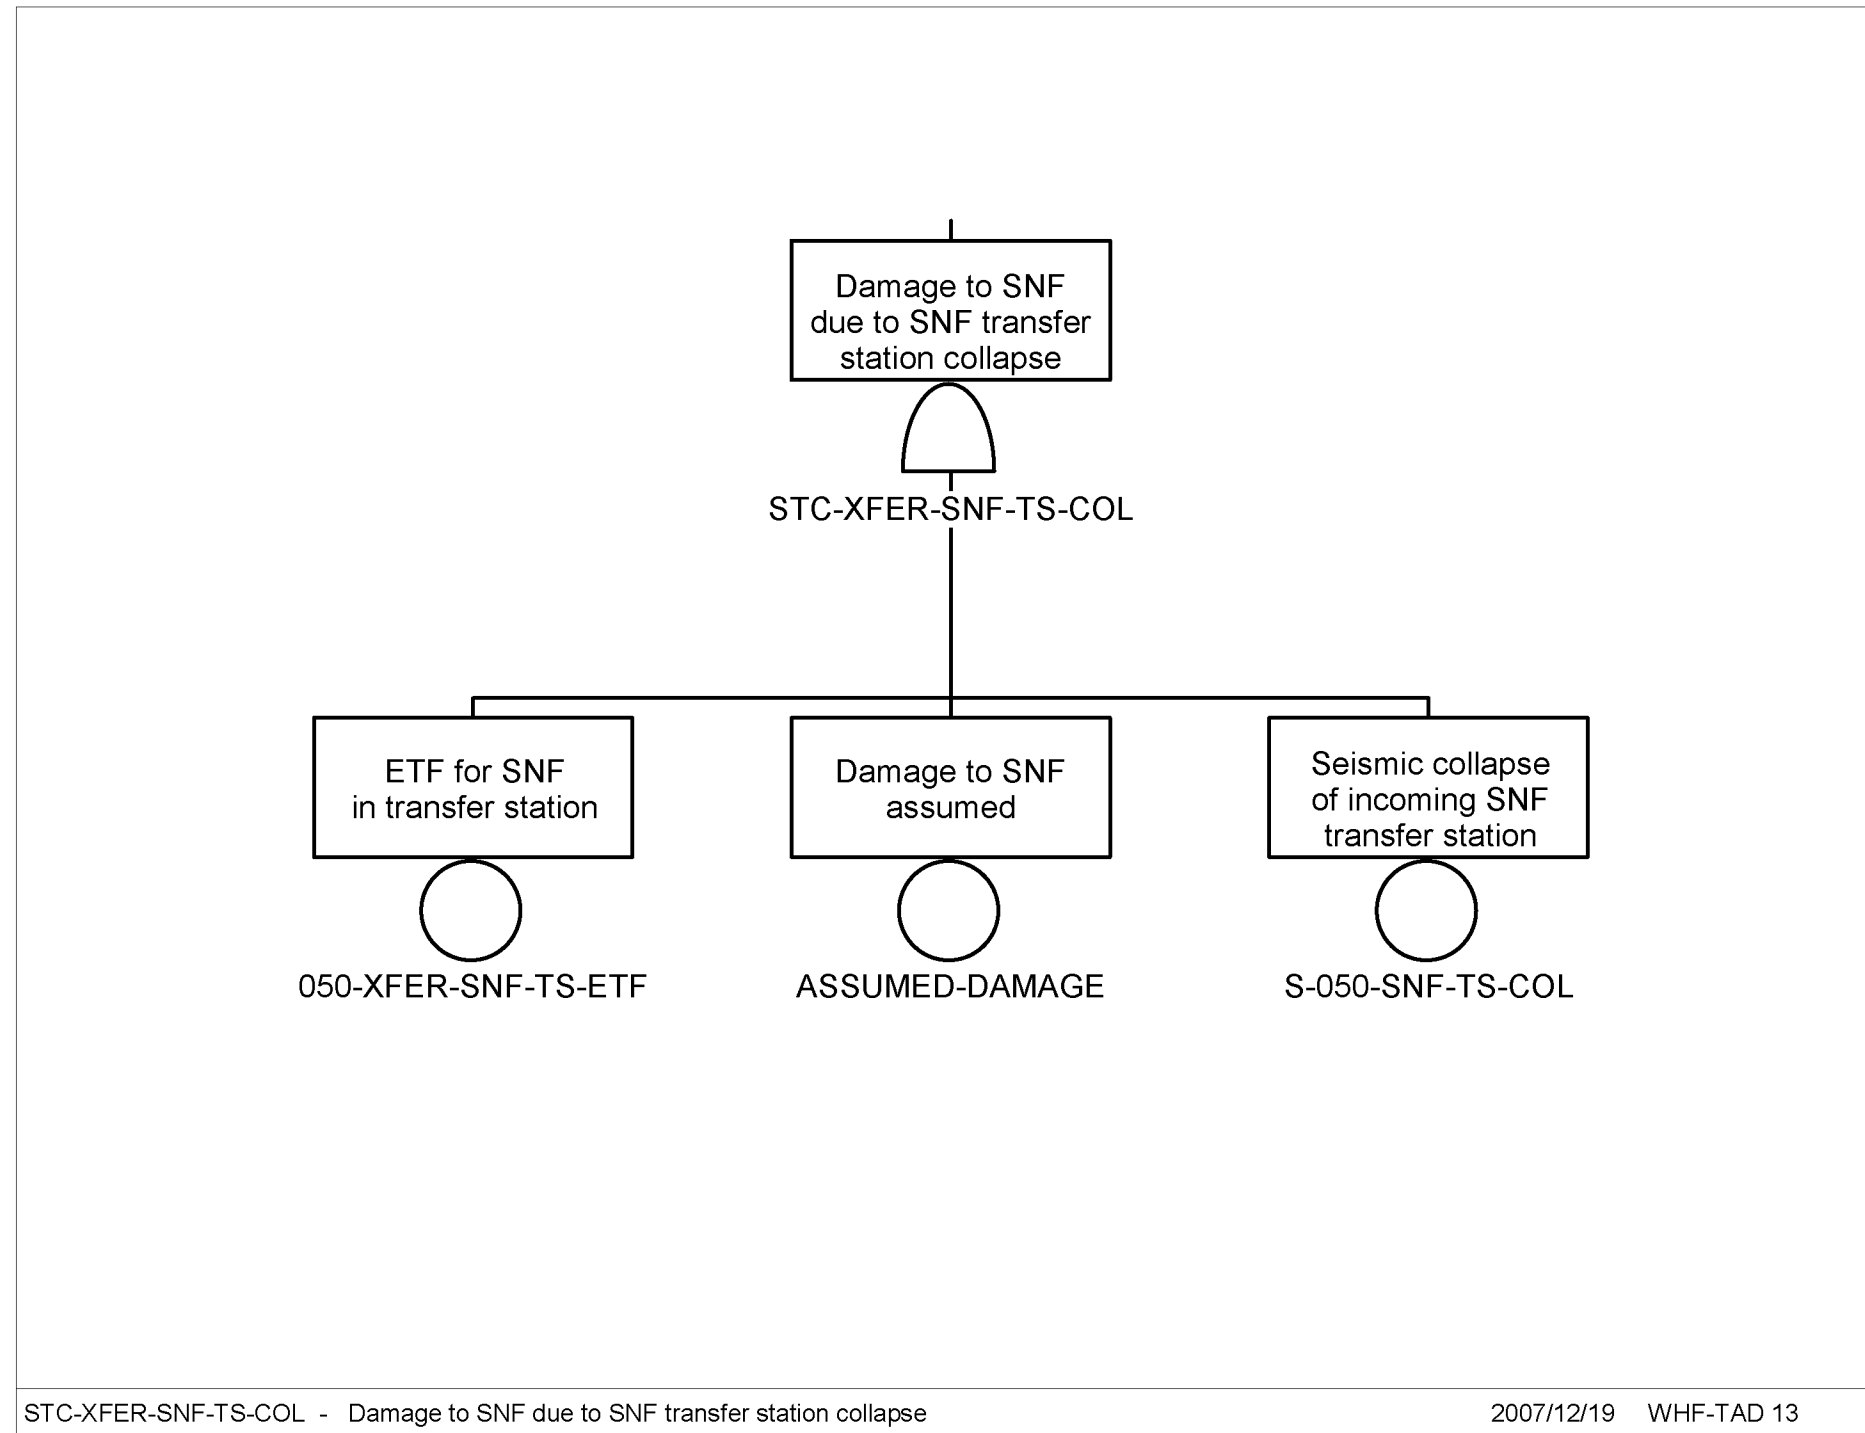 Damage to SNF
due to SNF transfer
station collapse
STC-XFER-SNF-TS-COL
ETF for SNF
in transfer station
050-XFER-SNF-TS-ETF
Damage to SNF
assumed
ASSUMED-DAMAGE
Seismic collapse
of incoming SNF
transfer station
S-050-SNF-TS-COL
STC-XFER-SNF-TS-COL - Damage to SNF due to SNF transfer station collapse
2007/12/19 WHF-TAD 13